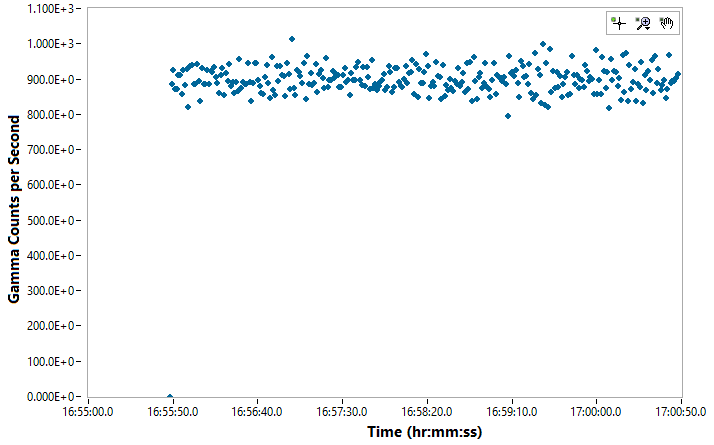 1.100E+3
1.000E+3
900.0E+0
800.0E+0
700.0E+0
600.0E+0
500.0E+0
400.0E+0
300.0E+0
200.0E+0
100.0E+0
0.000E+0
Gamma Counts per Second
16:55:00.0 16:55:50.0 16:56:40.0 16:57:30.0 16:58:20.0 16:59:10.0 17:00:00.0 17:00:50.0
Time (hr:mm:ss)